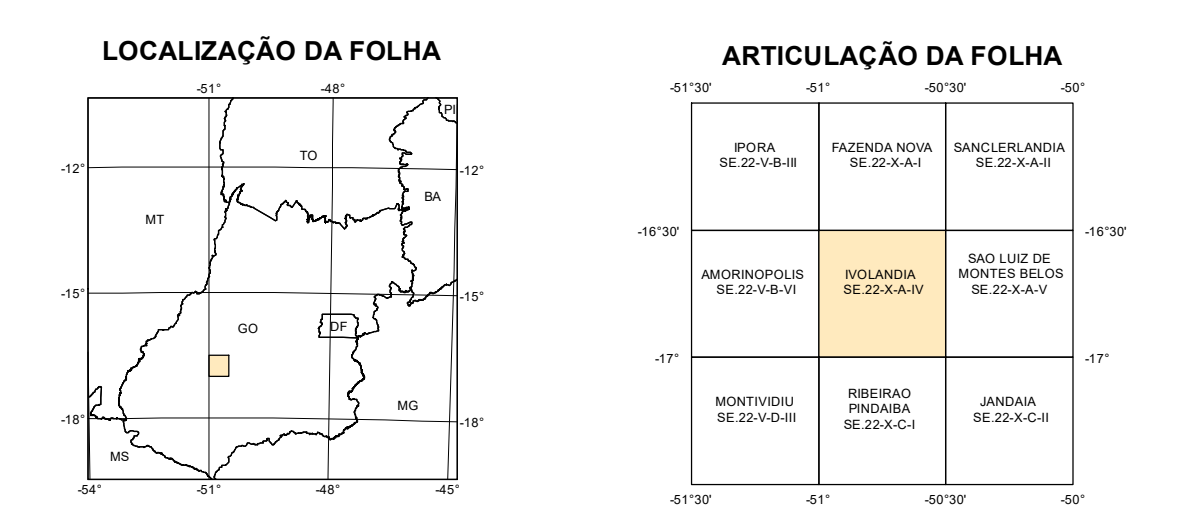 LOCALIZAÇÃO DA FOLHA
-51°
-48°
PI
TO
-12°
-12°
BA
MT
-15°
-15°
GO
DF
MG
-18°
-18°
MS
-54°
-51°
-48°
-45°
ARTICULAÇÃO DA FOLHA
-51°30'
-51°
-50°30'
-50°
IPORA
SE.22-V-B-III
FAZENDA NOVA
SE.22-X-A-I
SANCLERLANDIA
SE.22-X-A-II
-16°30'
-16°30'
AMORINOPOLIS
SE.22-V-B-VI
IVOLANDIA
SE.22-X-A-IV
SAO LUIZ DE
MONTES BELOS
SE.22-X-A-V
-17°
-17°
MONTIVIDIU
SE.22-V-D-III
RIBEIRAO
PINDAIBA
SE.22-X-C-I
JANDAIA
SE.22-X-C-II
-51°30'
-51°
-50°30'
-50°